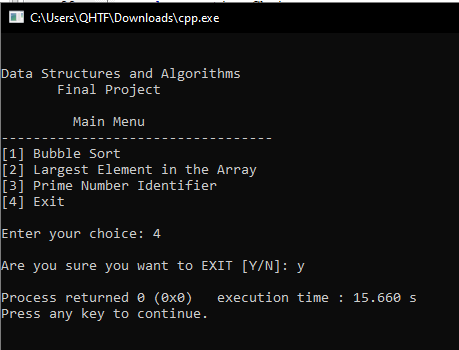 C:\Users\QHTF\Downloads\cpp.exe
Data Structures and Algorithms
Final Project
Main Menu
----------------------------------
[1] Bubble Sort
[2] Largest Element in the Array
[3] Prime Number Identifier
[4] Exit
Enter your choice: 4
Are you sure you want to EXIT [Y/N]: y
Process returned 0 (0x0)   execution time : 15.660 s
Press any key to continue.